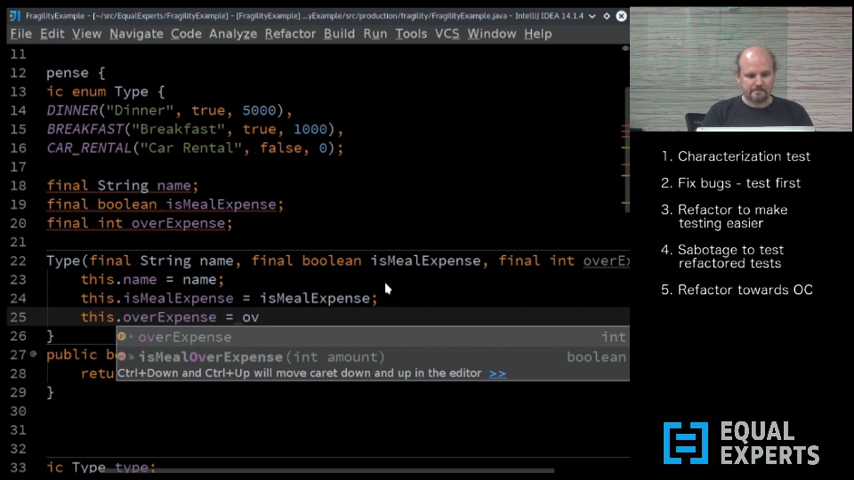 FragilityExample - [~/src/EqualExperts/FragilityExample] - [FragilityExample] ...yExample/src/production/fragility/FragilityExample.java - IntelliJ IDEA 14.1.4
File Edit View Navigate Code Analyze Refactor Build Run Tools VCS Window Help
11
12 pense {
13 ic enum Type {
14 DINNER("Dinner", true, 5000),
15 BREAKFAST("Breakfast", true, 1000),
16 CAR_RENTAL("Car Rental", false, 0);
17
18 final String name;
19 final boolean isMealExpense;
20 final int overExpense;
21
22 Type(final String name, final boolean isMealExpense, final int overEx
23 this.name = name;
24 this.isMealExpense = isMealExpense;
25 this.overExpense = ov
26 }
overExpense int
27 public b
isMealOverExpense(int amount) boolean
28 retu
Ctrl+Down and Ctrl+Up will move caret down and up in the editor >>
29 }
30
31
32
33 ic Type type;
1. Characterization test
2. Fix bugs - test first
3. Refactor to make
testing easier
4. Sabotage to test
refactored tests
5. Refactor towards OC
EQUAL
EXPERTS